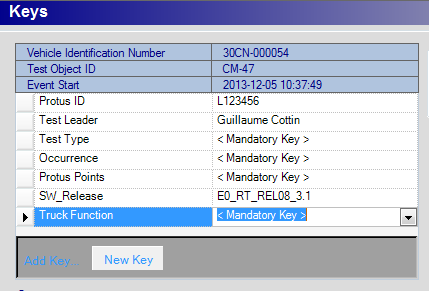 Keys
Vehicle Identification Number 30CN-000054
Test Object ID CM-47
Event Start 2013-12-05 10:37:49
Protus ID L123456
Test Leader Guillaume Cottin
Test Type < Mandatory Key >
Occurrence < Mandatory Key >
Protus Points < Mandatory Key >
SW_Release E0_RT_REL08_3.1
Truck Function < Mandatory Key >
Add Key... New Key